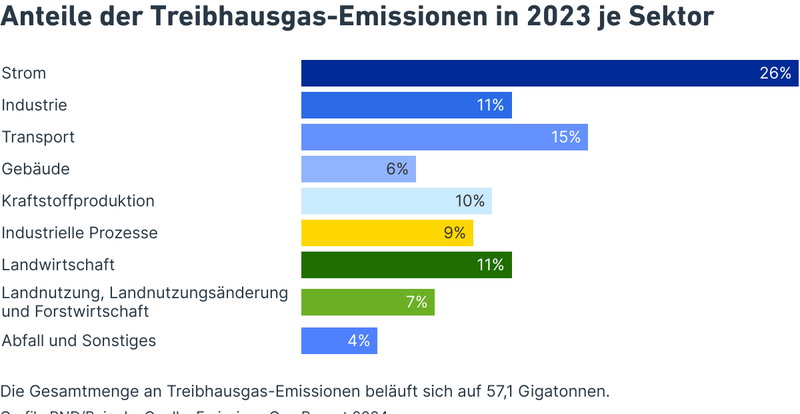 Anteile der Treibhausgas-Emissionen in 2023 je Sektor
Strom 26%
Industrie 11%
Transport 15%
Gebäude 6%
Kraftstoffproduktion 10%
Industrielle Prozesse 9%
Landwirtschaft 11%
Landnutzung, Landnutzungsänderung
und Forstwirtschaft 7%
Abfall und Sonstiges 4%
Die Gesamtmenge an Treibhausgas-Emissionen beläuft sich auf 57,1 Gigatonnen.